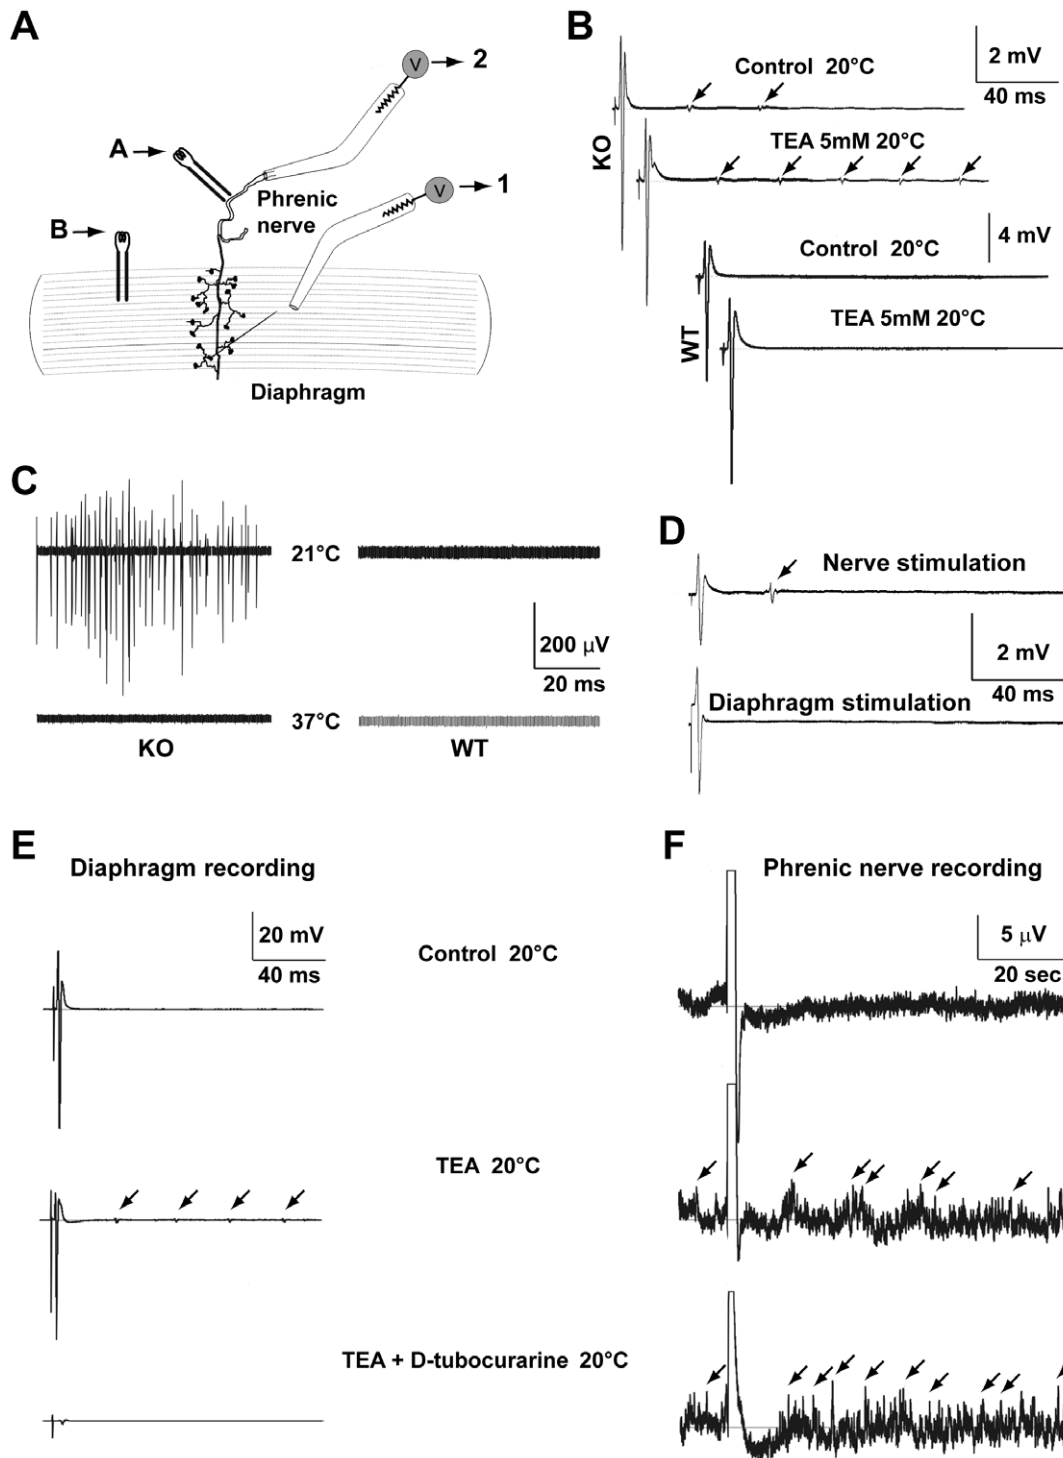 A
V
2
A
Phrenic
nerve
V
1
B
Diaphragm
B
2 mV
40 ms
Control 20°C
KO
TEA 5mM 20°C
4 mV
Control 20°C
WT
TEA 5mM 20°C
C
21°C
200 μV
20 ms
37°C
KO
WT
D
Nerve stimulation
2 mV
40 ms
Diaphragm stimulation
E
Diaphragm recording
20 mV
40 ms
Control 20°C
TEA 20°C
TEA + D-tubocurarine 20°C
F
Phrenic nerve recording
5 μV
20 sec